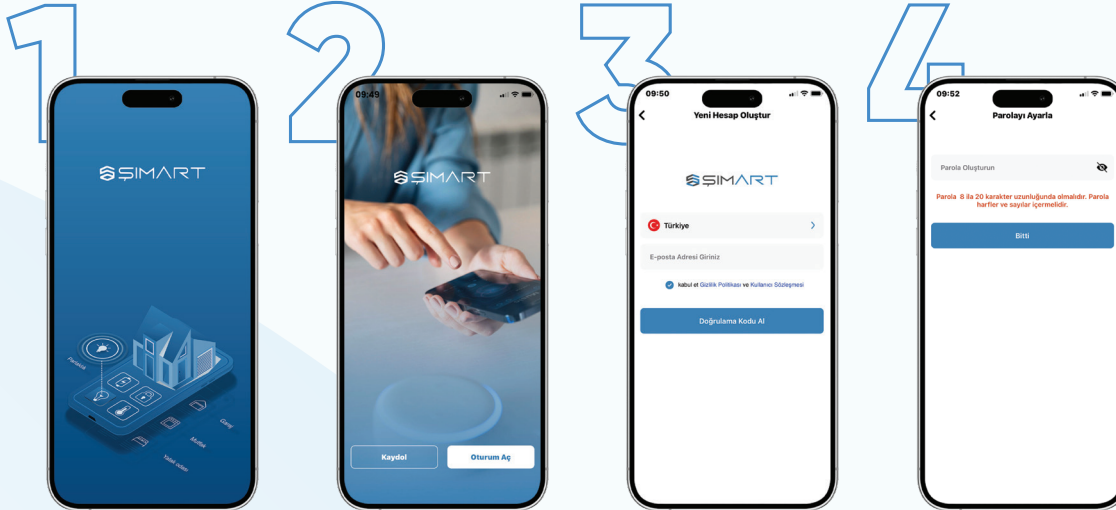 1
2
3
4
ŞIMART
Parlaklık
Garaj
Mutfak
Yatak odası
09:49
ŞIMART
Kaydol
Oturum Aç
09:50
Yeni Hesap Oluştur
ŞIMART
Türkiye
E-posta Adresi Giriniz
kabul et Gizlilik Politikası ve Kullanıcı Sözleşmesi
Doğrulama Kodu Al
09:52
Parolayı Ayarla
Parola Oluşturun
Parola 8 ila 20 karakter uzunluğunda olmalıdır. Parola
harfler ve sayılar içermelidir.
Bitti